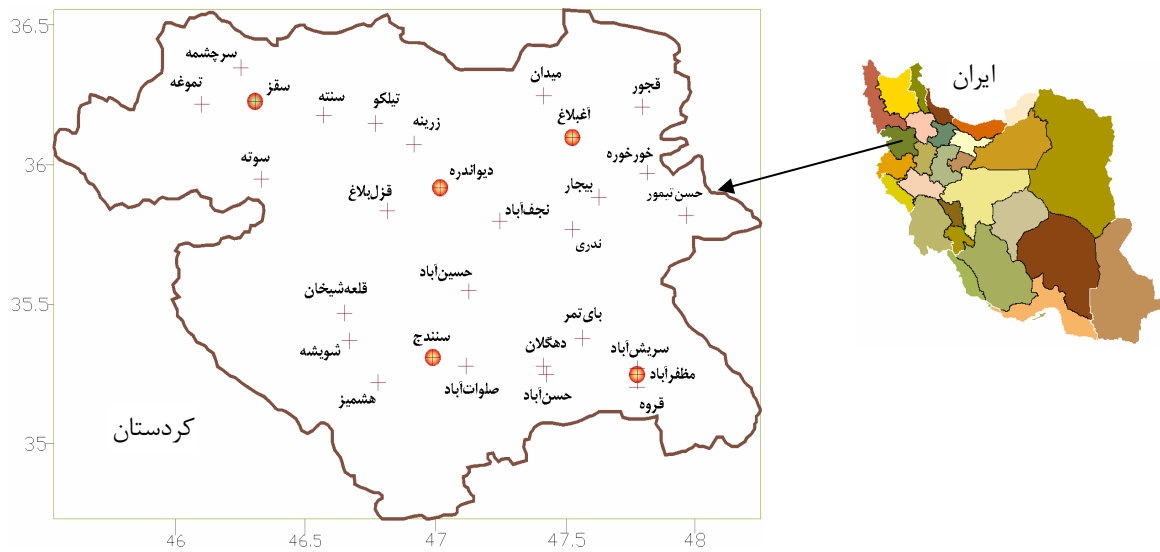 36.5
سرچشمه
ایران
میدان
تموغه
سقز
سنته
تیلکو
قجور
آغبلاغ
زرینه
36
سوته
دیواندره
خورخوره
بیجار
حسن‌تیمور
قزل‌بلاغ
نجف‌آباد
ندری
حسین‌آباد
قلعه‌شیخان
35.5
بای‌تمر
سنندج
دهگلان
سریش‌آباد
شویشه
مظفرآباد
هشمیز
صلوات‌آباد
حسن‌آباد
قروه
کردستان
35
46 46.5 47 47.5 48